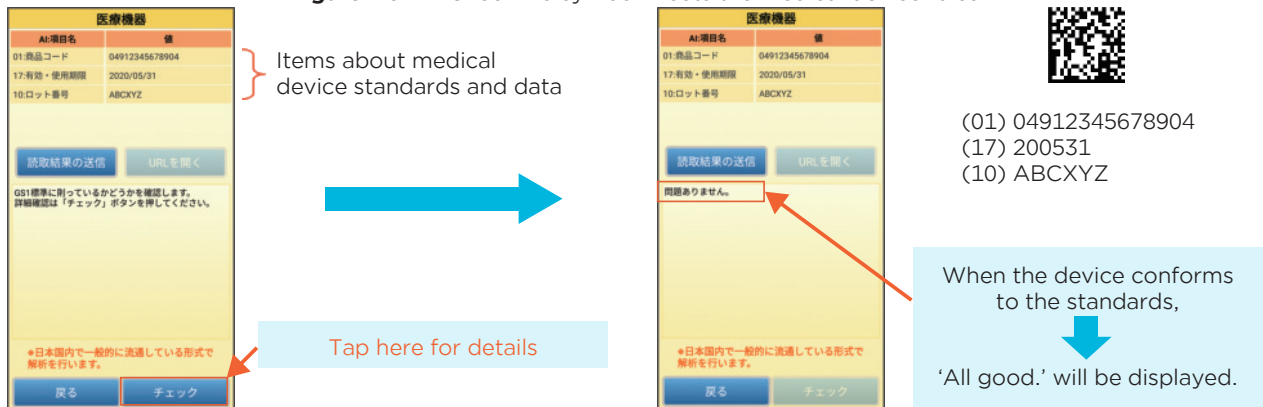 医療機器
AI:項目名 値
01:商品コード 04912345678904
17:有効・使用期限 2020/05/31
10:ロット番号 ABCXYZ
読取結果の送信 URLを開く
GS1標準に則っているかどうかを確認します。
詳細確認は「チェック」ボタンを押してください。
※日本国内で一般的に流通している形式で
解析を行います。
戻る チェック
Items about medical
device standards and data
Tap here for details
医療機器
AI:項目名 値
01:商品コード 04912345678904
17:有効・使用期限 2020/05/31
10:ロット番号 ABCXYZ
読取結果の送信 URLを開く
問題ありません。
※日本国内で一般的に流通している形式で
解析を行います。
戻る チェック
(01) 04912345678904
(17) 200531
(10) ABCXYZ
When the device conforms
to the standards,
‘All good.’ will be displayed.